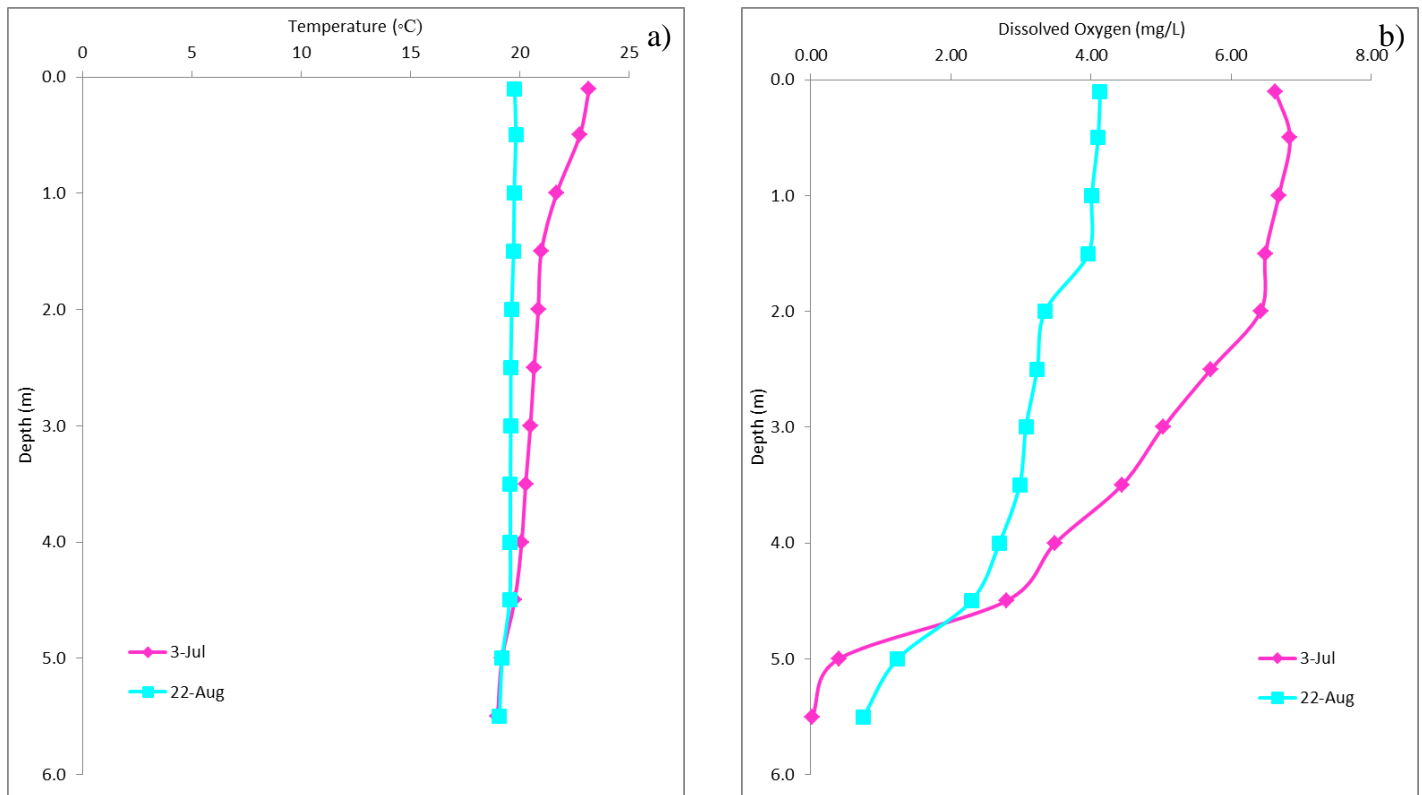 Temperature (◦C)
a)
0 5 10 15 20 25
0.0
1.0
2.0
3.0
4.0
5.0
6.0
Depth (m)
3-Jul
22-Aug
Dissolved Oxygen (mg/L)
b)
0.00 2.00 4.00 6.00 8.00
0.0
1.0
2.0
3.0
4.0
5.0
6.0
Depth (m)
3-Jul
22-Aug